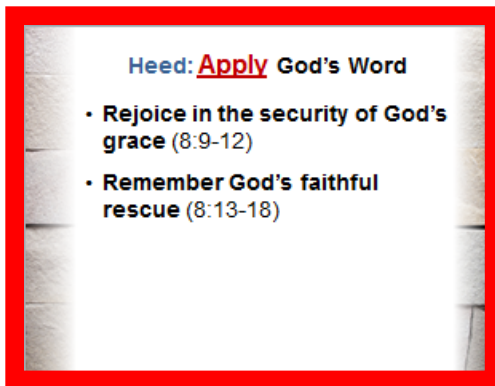 Heed: Apply God's Word
• Rejoice in the security of God's
grace (8:9-12)
• Remember God's faithful
rescue (8:13-18)